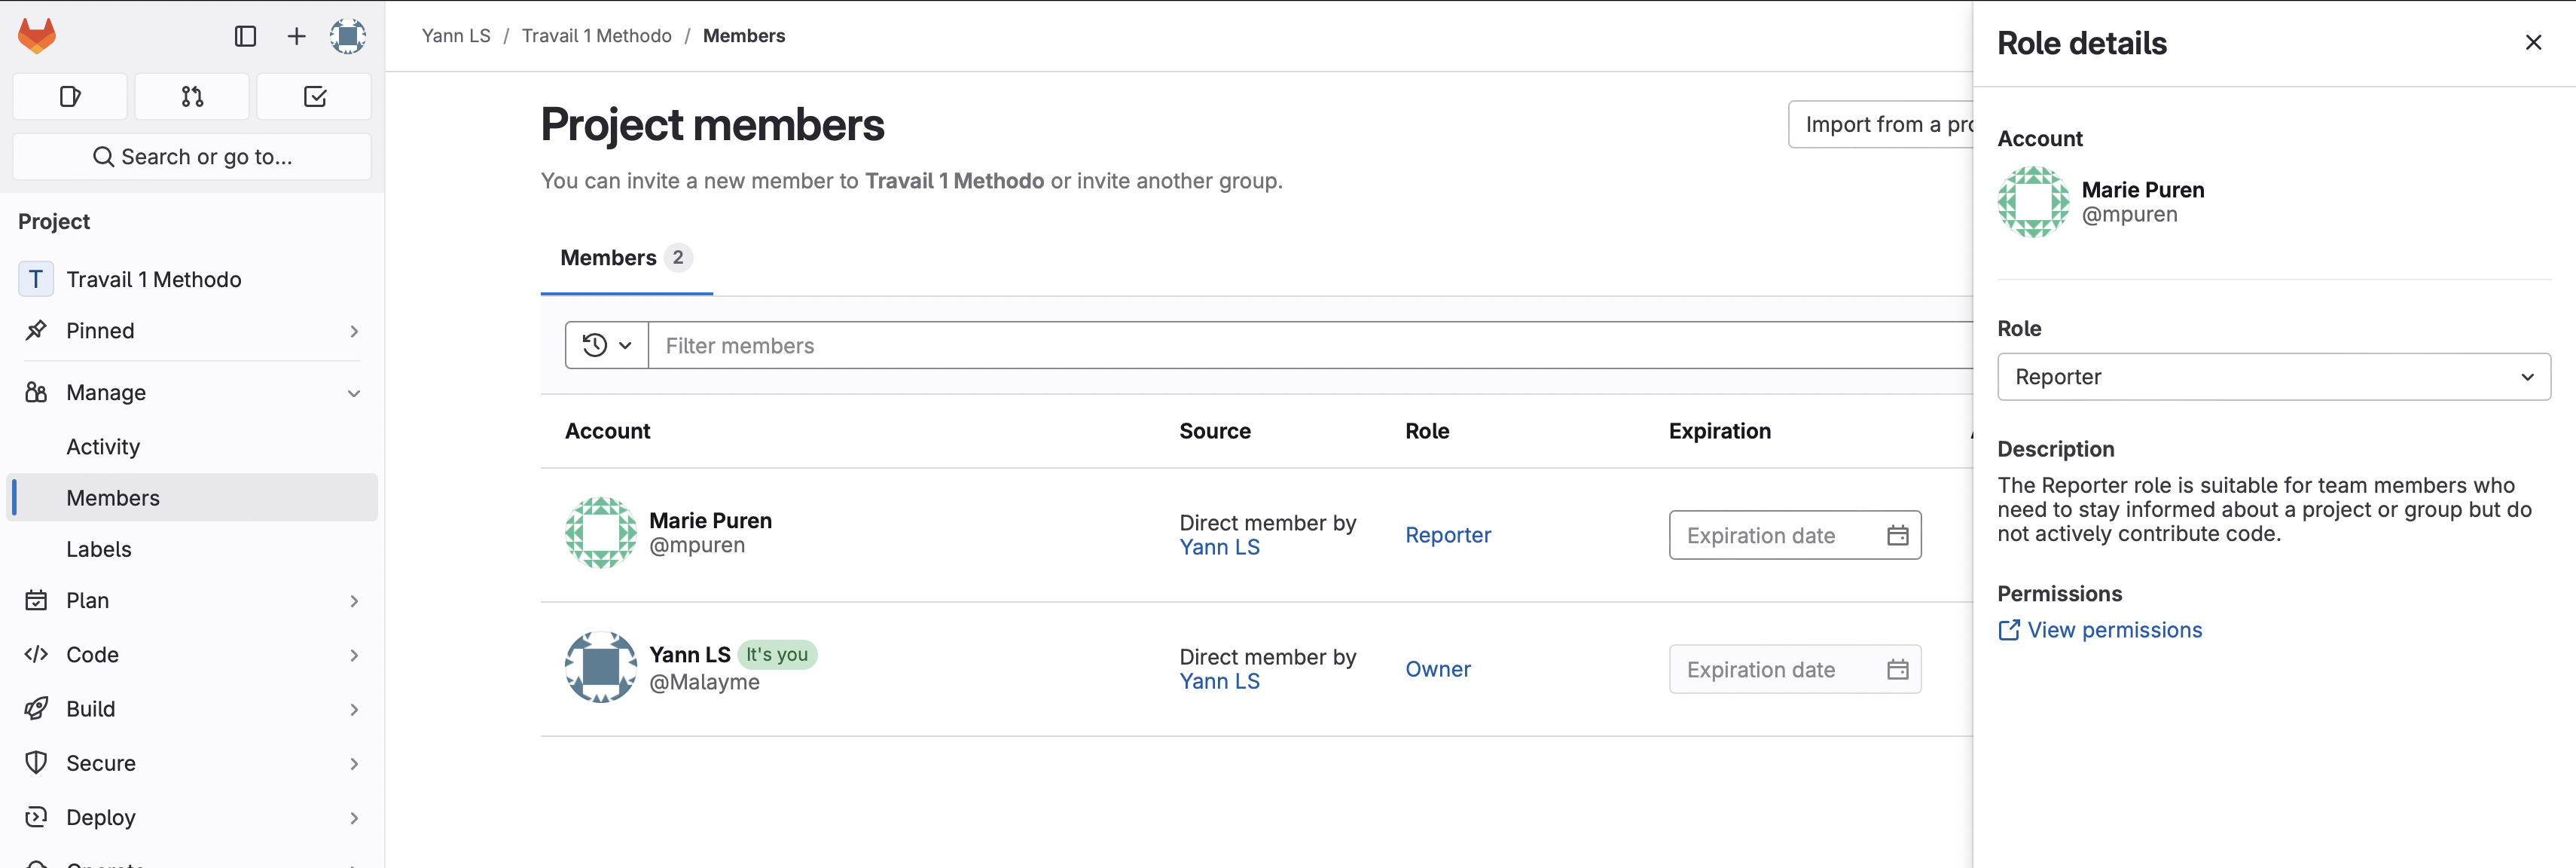 Search or go to...
Project
T Travail 1 Methodo
Pinned
Manage
Activity
Members
Labels
Plan
Code
Build
Secure
Deploy
Yann LS / Travail 1 Methodo / Members
Project members
Import from a pro
You can invite a new member to Travail 1 Methodo or invite another group.
Members 2
Filter members
Account Source Role Expiration
Marie Puren
@mpuren
Direct member by
Yann LS
Reporter
Expiration date
Yann LS It's you
@Malayme
Direct member by
Yann LS
Owner
Expiration date
Role details
Account
Marie Puren
@mpuren
Role
Reporter
Description
The Reporter role is suitable for team members who
need to stay informed about a project or group but do
not actively contribute code.
Permissions
View permissions